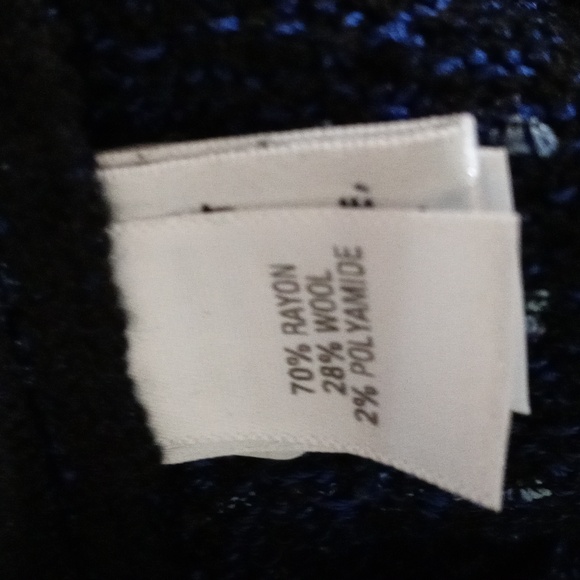 70% RAYON
28% WOOL
2% POLYAMIDE